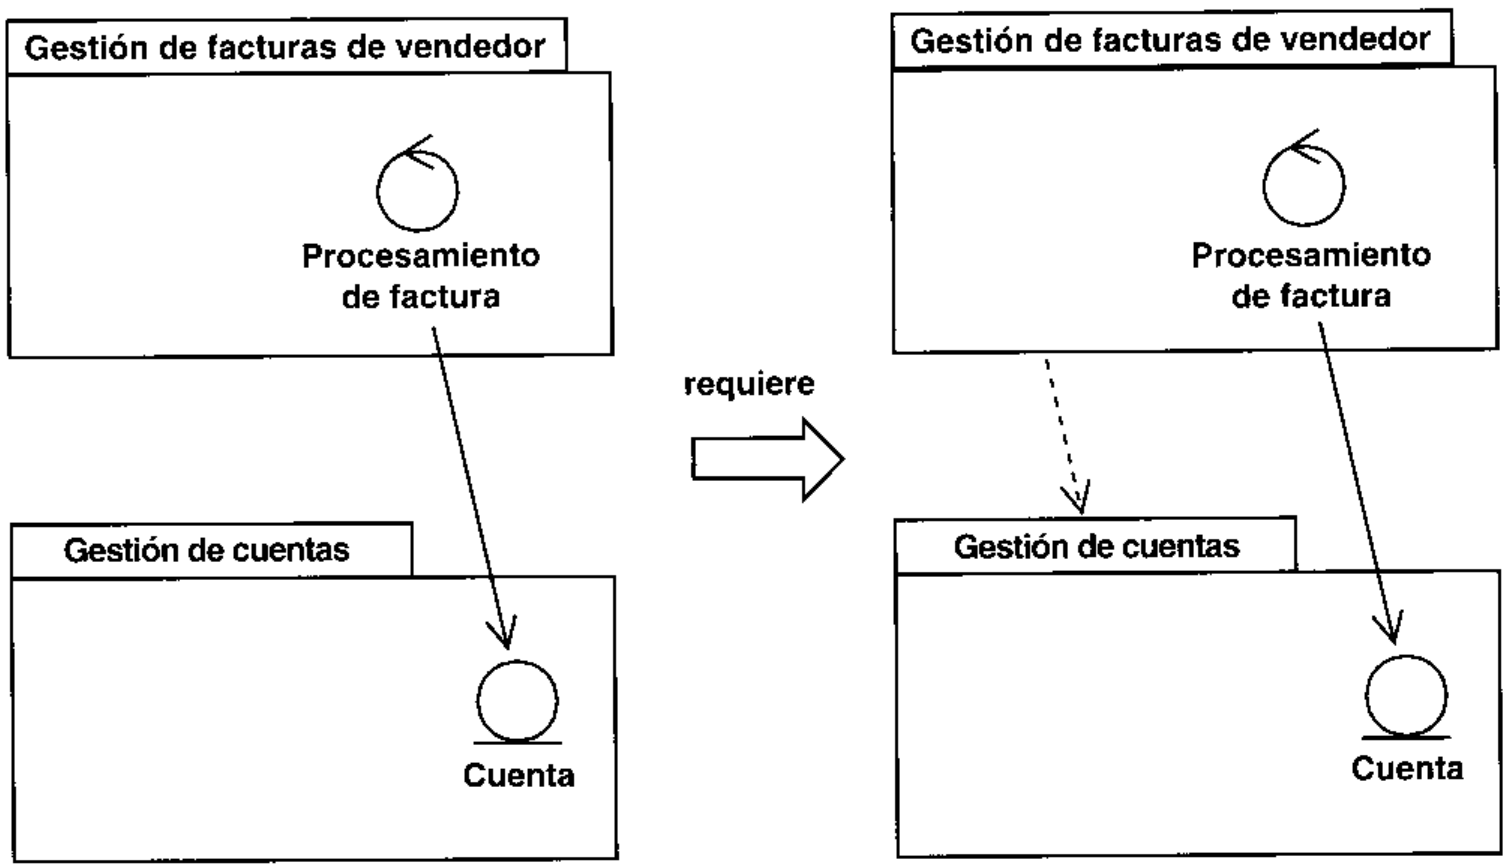 Gestión de facturas de vendedor
Procesamiento
de factura
Gestión de cuentas
Cuenta
requiere
Gestión de facturas de vendedor
Procesamiento
de factura
Gestión de cuentas
Cuenta